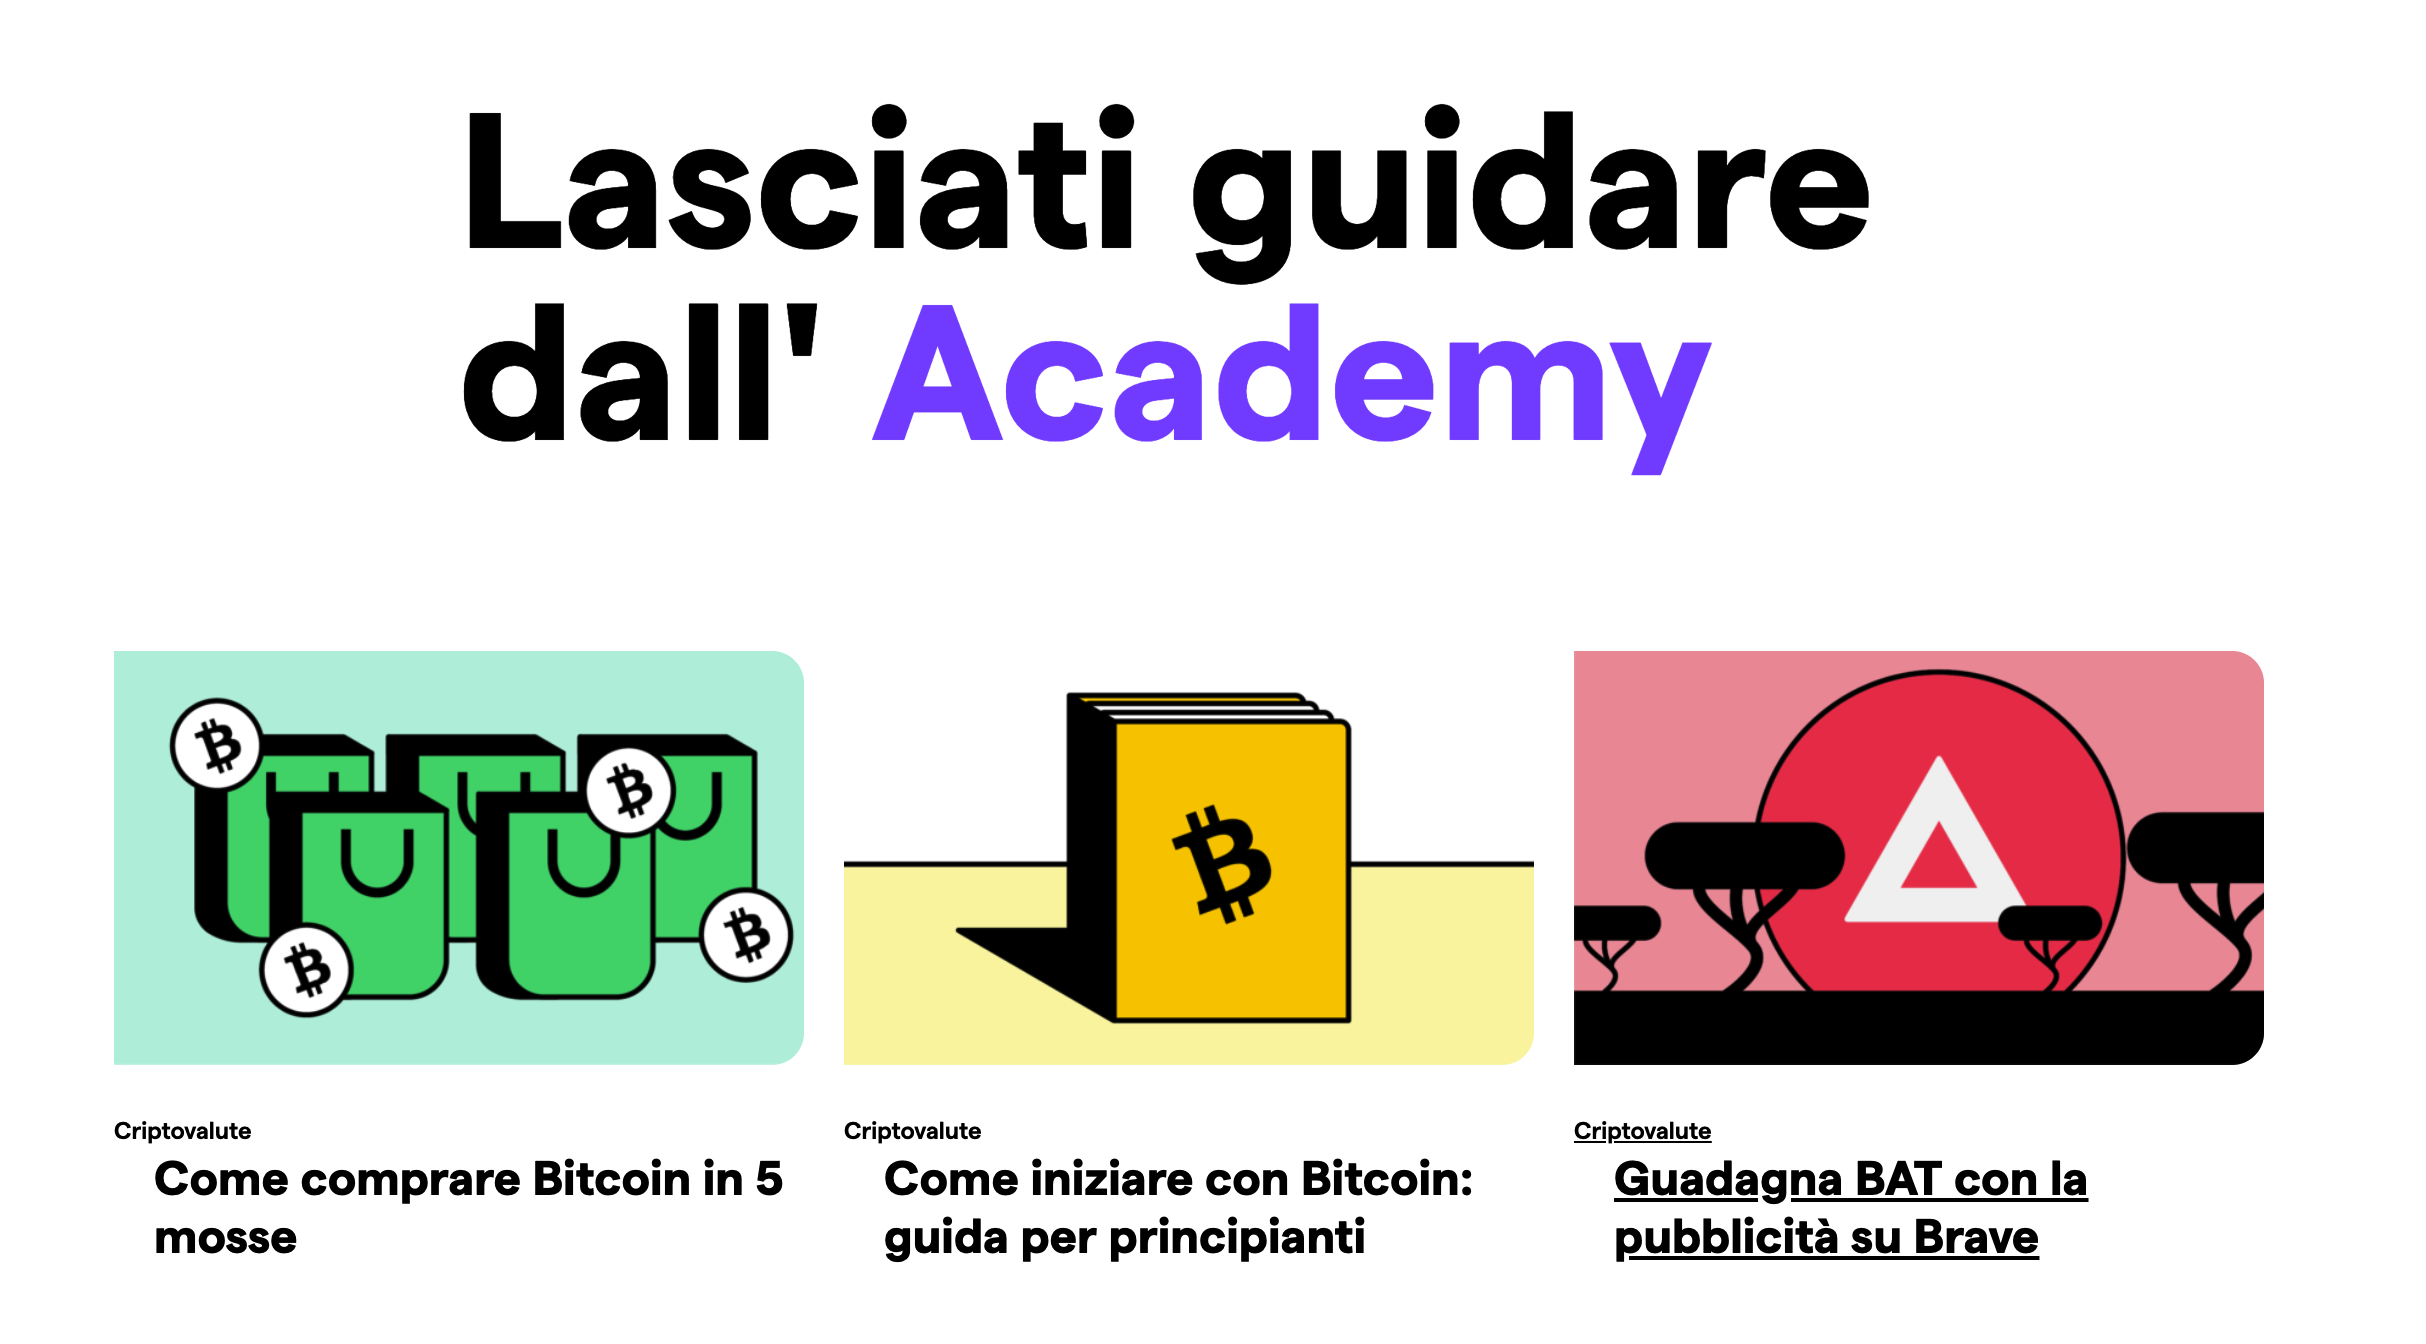 Lasciati guidare
dall' Academy
Criptovalute
Come comprare Bitcoin in 5
mosse
Criptovalute
Come iniziare con Bitcoin:
guida per principianti
Criptovalute
Guadagna BAT con la
pubblicità su Brave